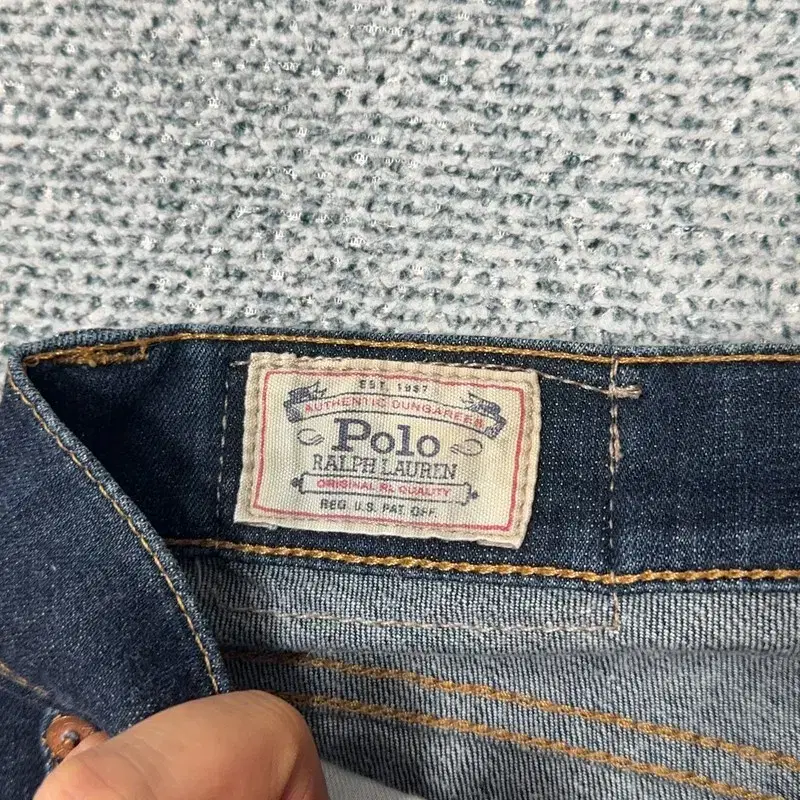 EST. 1967
AUTHENTIC DUNGAREES
Polo
RALPH LAUREN
ORIGINAL RL QUALITY
REG. U.S. PAT. OFF.